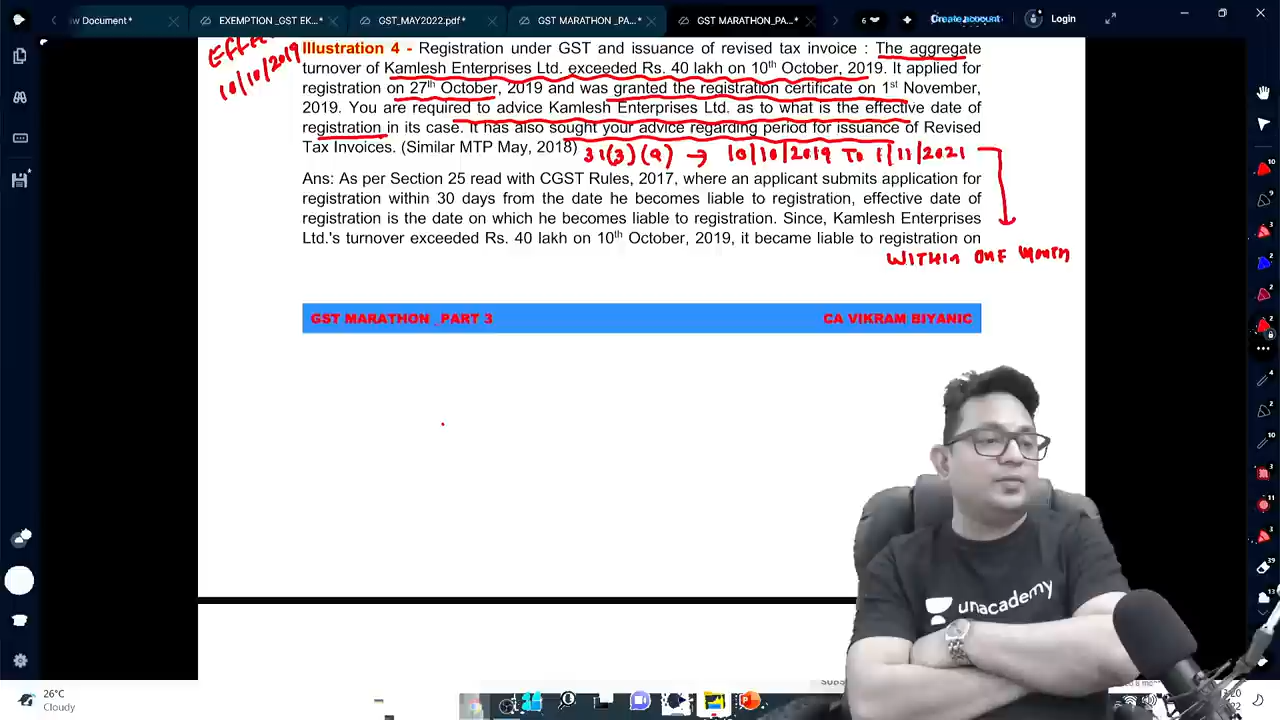 aw Document *
EXEMPTION _GST EK...*
GST_MAY2022.pdf *
GST MARATHON _PA...*
GST MARATHON _PA...*
6
Create account
Login
10/10/2019
Illustration 4 - Registration under GST and issuance of revised tax invoice : The aggregate
turnover of Kamlesh Enterprises Ltd. exceeded Rs. 40 lakh on 10th October, 2019. It applied for
registration on 27th October, 2019 and was granted the registration certificate on 1st November,
2019. You are required to advice Kamlesh Enterprises Ltd. as to what is the effective date of
registration in its case. It has also sought your advice regarding period for issuance of Revised
Tax Invoices. (Similar MTP May, 2018)
31(3)(a) → 10/10/2019 To 1/11/2021
Ans: As per Section 25 read with CGST Rules, 2017, where an applicant submits application for
registration within 30 days from the date he becomes liable to registration, effective date of
registration is the date on which he becomes liable to registration. Since, Kamlesh Enterprises
Ltd.'s turnover exceeded Rs. 40 lakh on 10th October, 2019, it became liable to registration on
WITHIN ONE MONTH
GST MARATHON _PART 3
CA VIKRAM BIYANIC
unacademy
26°C
Cloudy